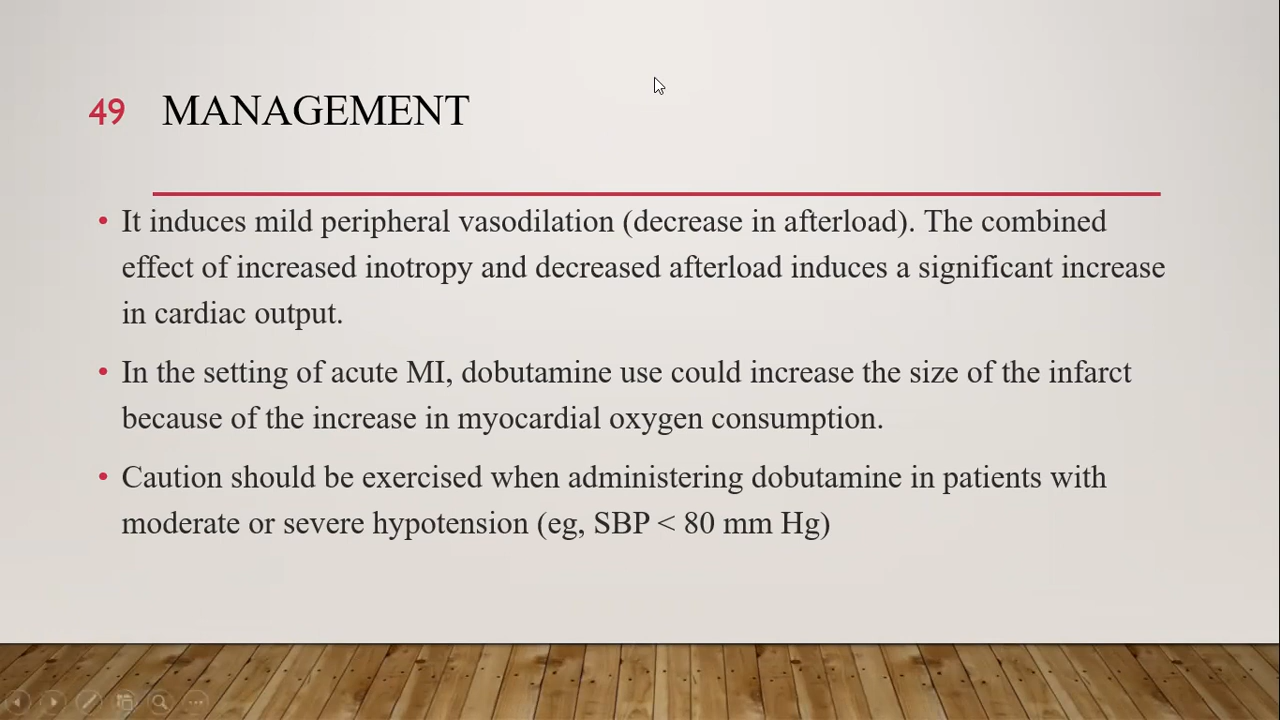 49 MANAGEMENT
• It induces mild peripheral vasodilation (decrease in afterload). The combined
effect of increased inotropy and decreased afterload induces a significant increase
in cardiac output.
• In the setting of acute MI, dobutamine use could increase the size of the infarct
because of the increase in myocardial oxygen consumption.
• Caution should be exercised when administering dobutamine in patients with
moderate or severe hypotension (eg, SBP < 80 mm Hg)